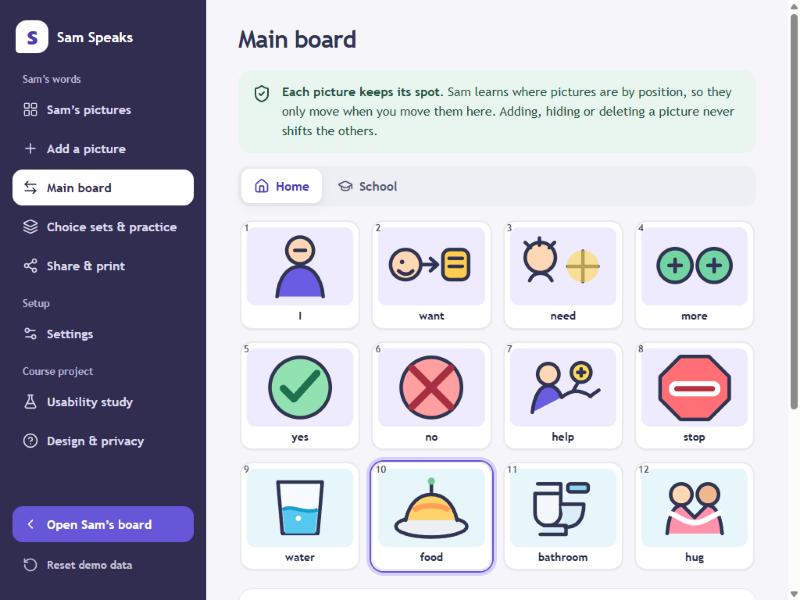 S Sam Speaks
Sam's words
Sam's pictures
Add a picture
Main board
Choice sets & practice
Share & print
Setup
Settings
Course project
Usability study
Design & privacy
Open Sam's board
Reset demo data
Main board
Each picture keeps its spot. Sam learns where pictures are by position, so they
only move when you move them here. Adding, hiding or deleting a picture never
shifts the others.
Home School
1 2 3 4
I want need more
5 6 7 8
yes no help stop
9 10 11 12
water food bathroom hug